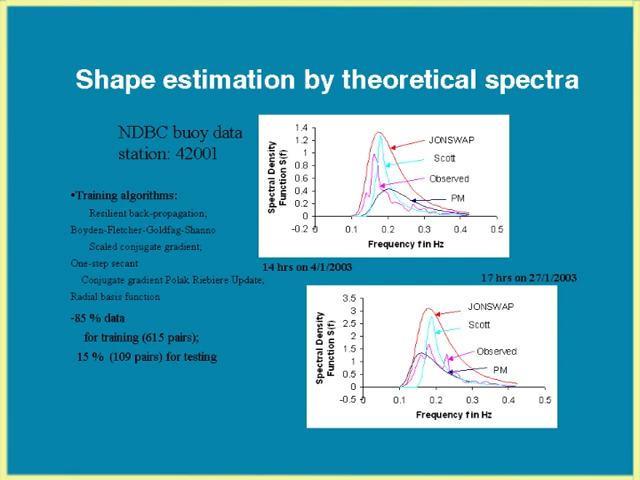 Shape estimation by theoretical spectra
NDBC buoy data
station: 42001
•Training algorithms:
Resilient back-propagation;
Boyden-Fletcher-Goldfag-Shanno
Scaled conjugate gradient;
One-step secant
Conjugate gradient Polak Riebiere Update,
Radial basis function
-85 % data
for training (615 pairs);
15 % (109 pairs) for testing
Spectral Density
Function S(f)
1.4
1.2
1
0.8
0.6
0.4
0.2
0
-0.2
0 0.1 0.2 0.3 0.4 0.5
JONSWAP
Scott
Observed
PM
Frequency f in Hz
14 hrs on 4/1/2003
17 hrs on 27/1/2003
Spectral Density
Function S(f)
3.5
3
2.5
2
1.5
1
0.5
0
-0.5
0 0.1 0.2 0.3 0.4 0.5
JONSWAP
Scott
Observed
PM
Frequency f in Hz